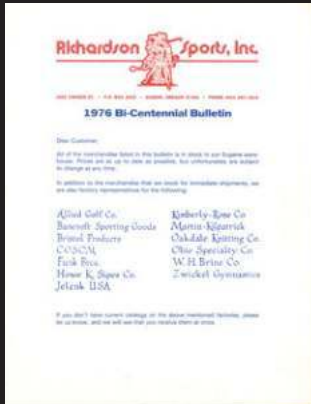 Richardson Sports, Inc.
1976 Bi-Centennial Bulletin
Dear Customer,
All of the merchandise listed in this bulletin is in stock in our Eugene ware-
house. Prices are as up to date as possible, but unfortunately are subject
to change at any time.
In addition to the merchandise that we stock for immediate shipments, we
are also factory representatives for the following:
Allied Golf Co.
Bancroft Sporting Goods
Bristol Products
COSOM
Funk Bros.
Howe K. Sipes Co.
Jelenk USA
Kimberly-Rose Co
Martin-Kilpatrick
Oakdale Knitting Co.
Ohio Specialty Co.
W. H. Brine Co.
Zwickel Gymnastics
If you don't have current catalogs on the above mentioned factories, please
let us know, and we will see that you receive them at once.